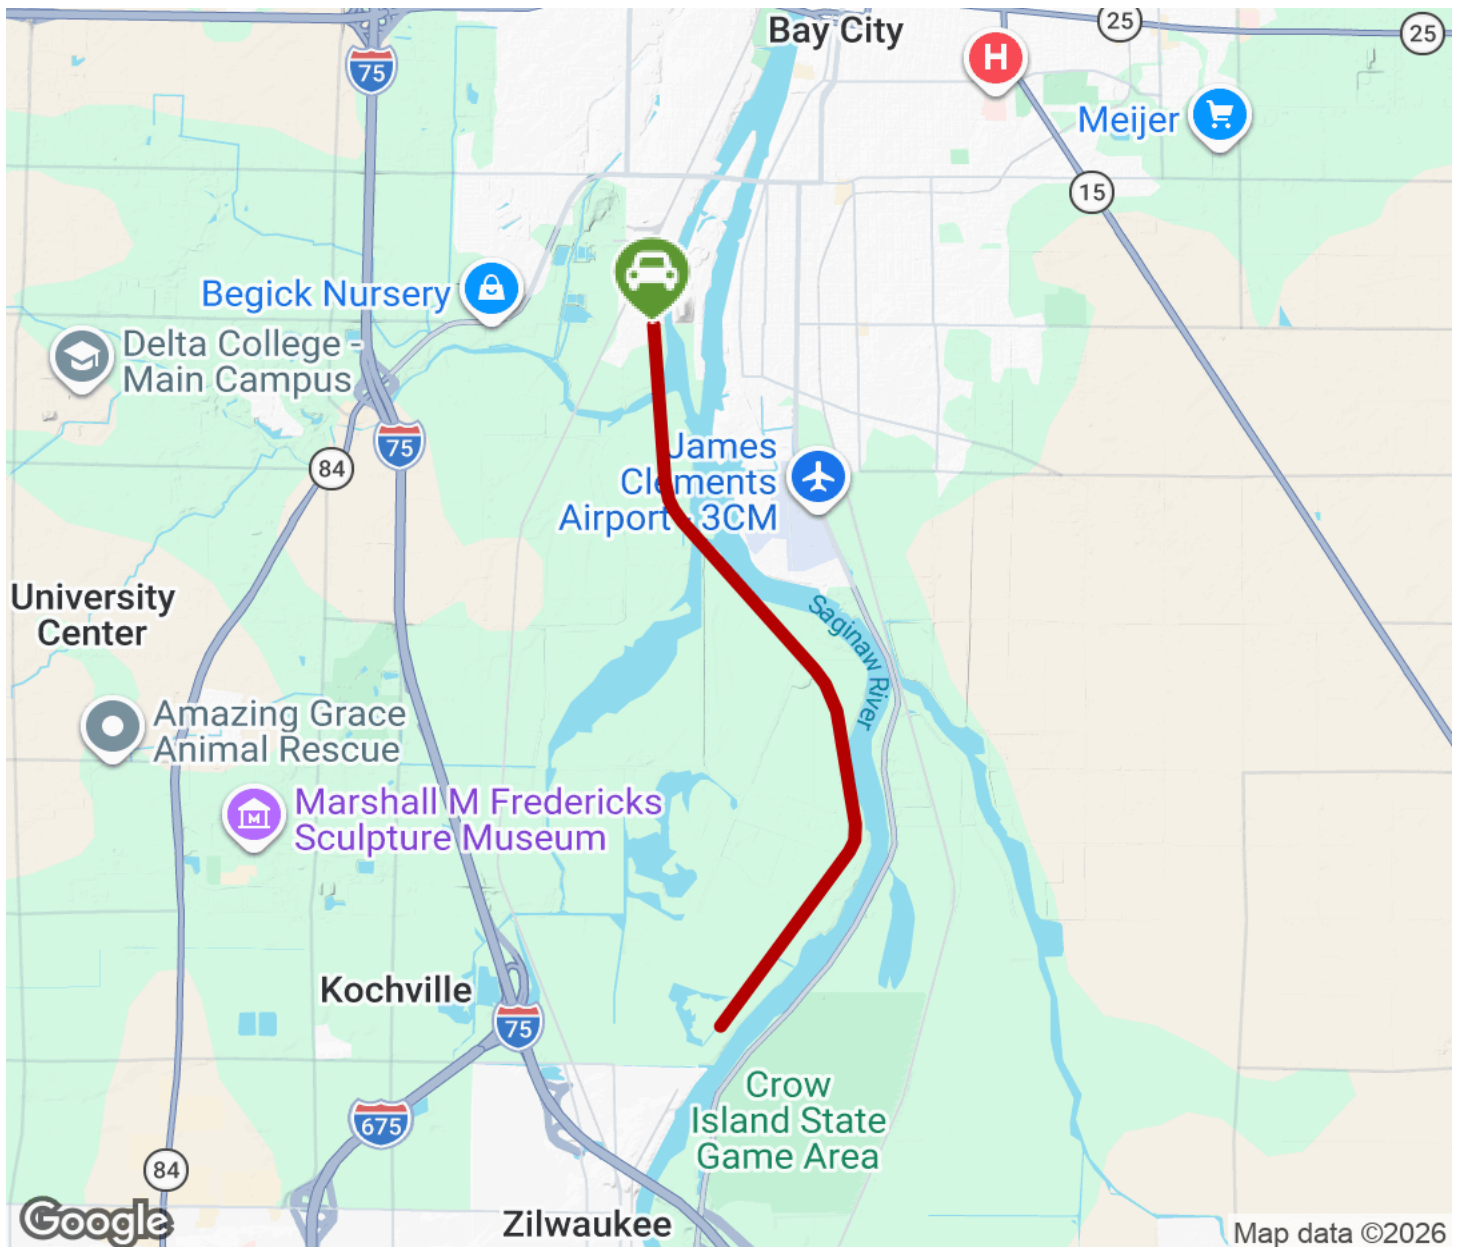 Bay City
25
25
75
H
Meijer
15
Begick Nursery
Delta College -
Main Campus
75
84
James
Clements
Airport - 3CM
University
Center
Saginaw River
Amazing Grace
Animal Rescue
Marshall M Fredericks
Sculpture Museum
M
Kochville
75
Crow
Island State
Game Area
675
84
Zilwaukee
Google
Map data ©2026